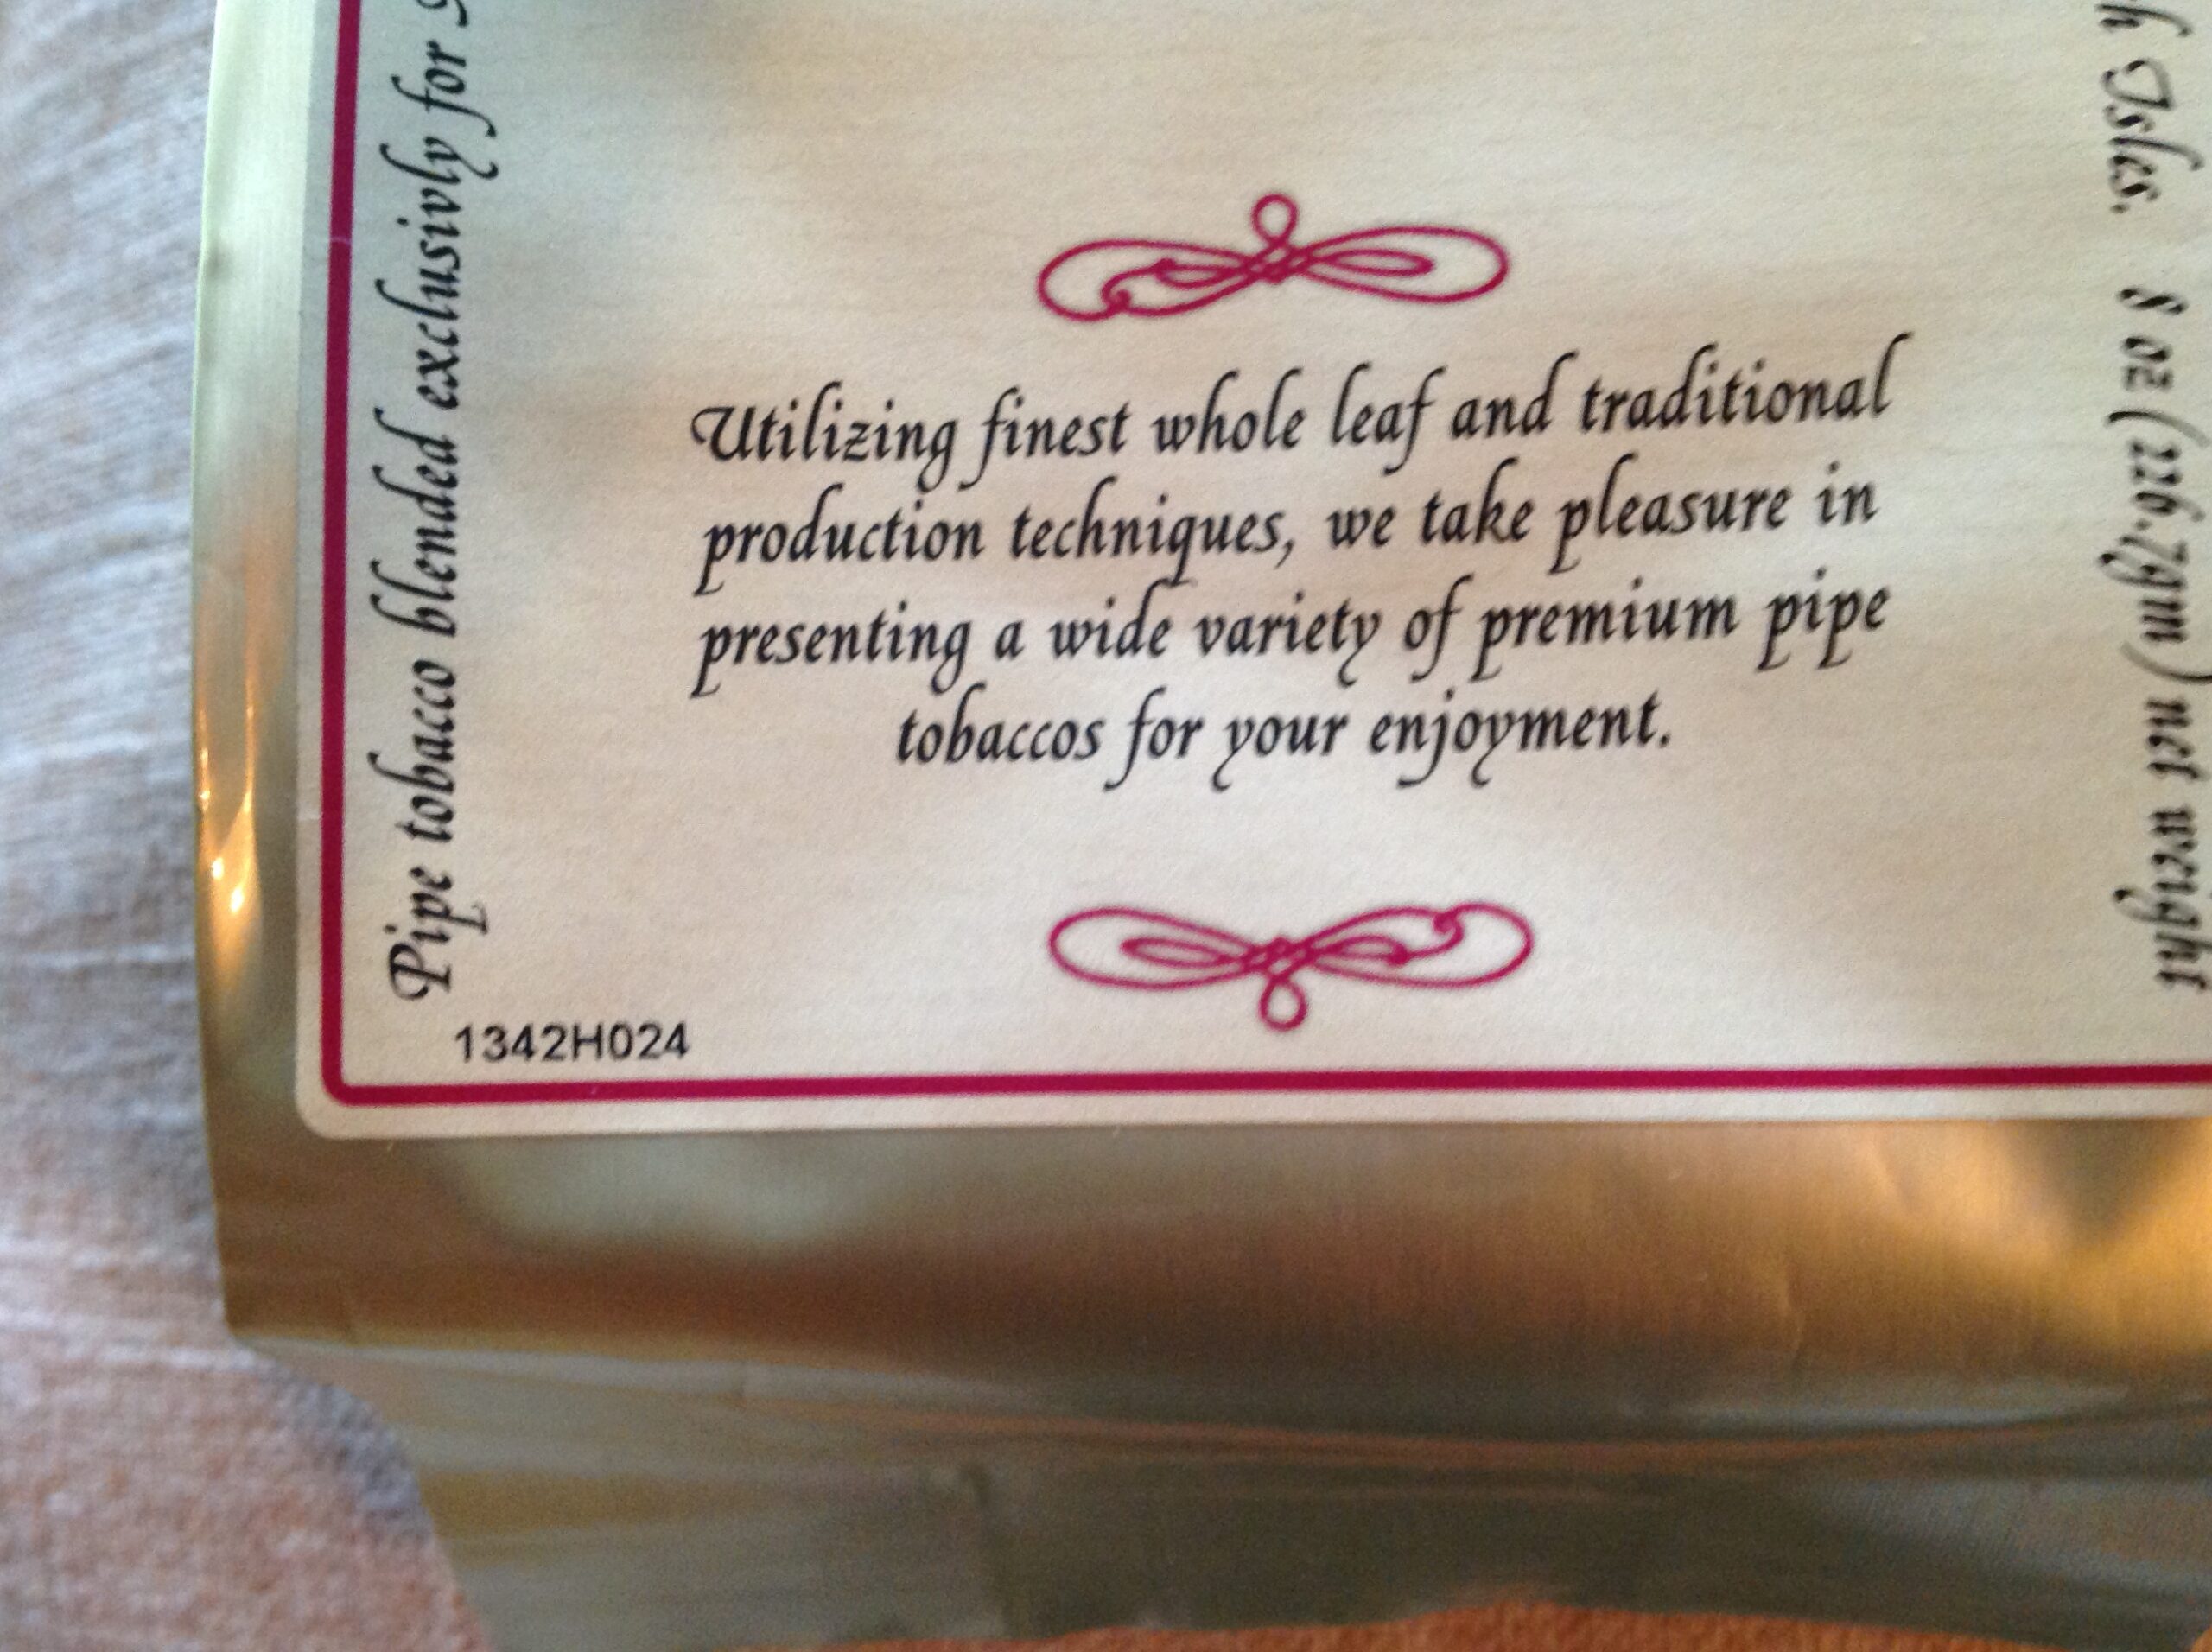 Pipe tobacco blended exclusivly for
Utilizing finest whole leaf and traditional
production techniques, we take pleasure in
presenting a wide variety of premium pipe
tobaccos for your enjoyment.
1342H024
Isles. 8 oz (226.79gm) net weight